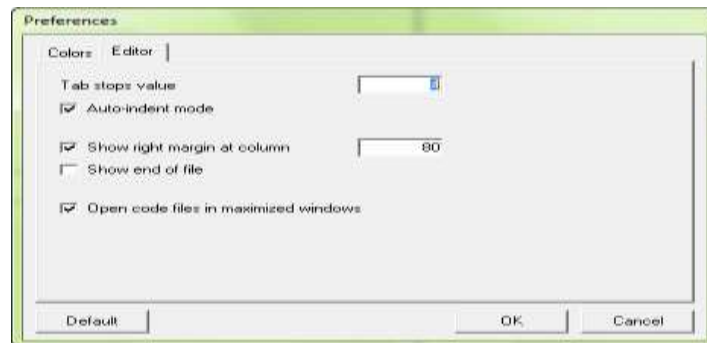 Preferences
Colors Editor
Tab stops value
Auto-indent mode
Show right margin at column 80
Show end of file
Open code files in maximized windows
Default OK Cancel